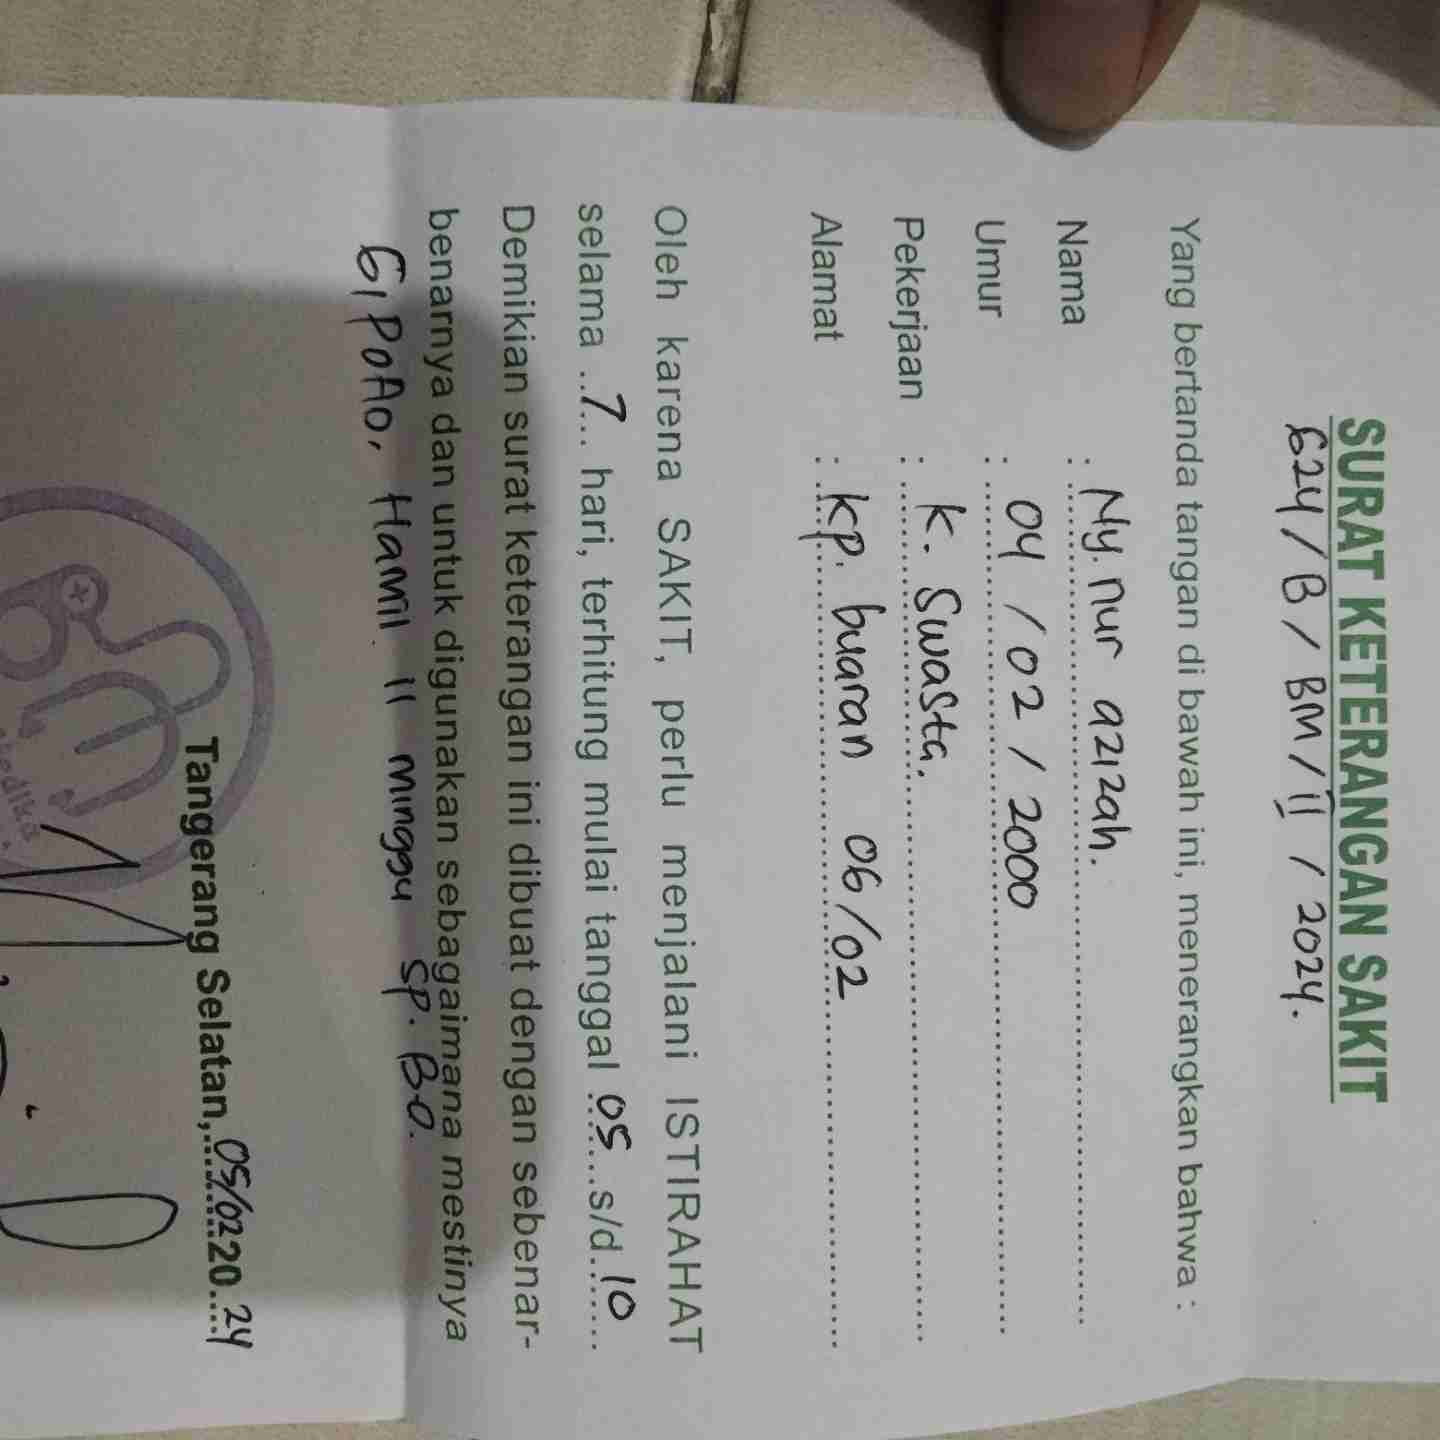 SURAT KETERANGAN SAKIT
624 / B / BM / II / 2024.
Yang bertanda tangan di bawah ini, menerangkan bahwa :
Nama : Ny. nur azizah.
Umur : 04 / 02 / 2000
Pekerjaan : K. Swasta.
Alamat : kp. buaran 06/02
Oleh karena SAKIT, perlu menjalani ISTIRAHAT
selama ..7.. hari, terhitung mulai tanggal 05 s/d 10
Demikian surat keterangan ini dibuat dengan sebenar-
benarnya dan untuk digunakan sebagaimana mestinya
G1P0A0, Hamil 11 minggu SP. BO.
Tangerang Selatan, 05/02 20 24